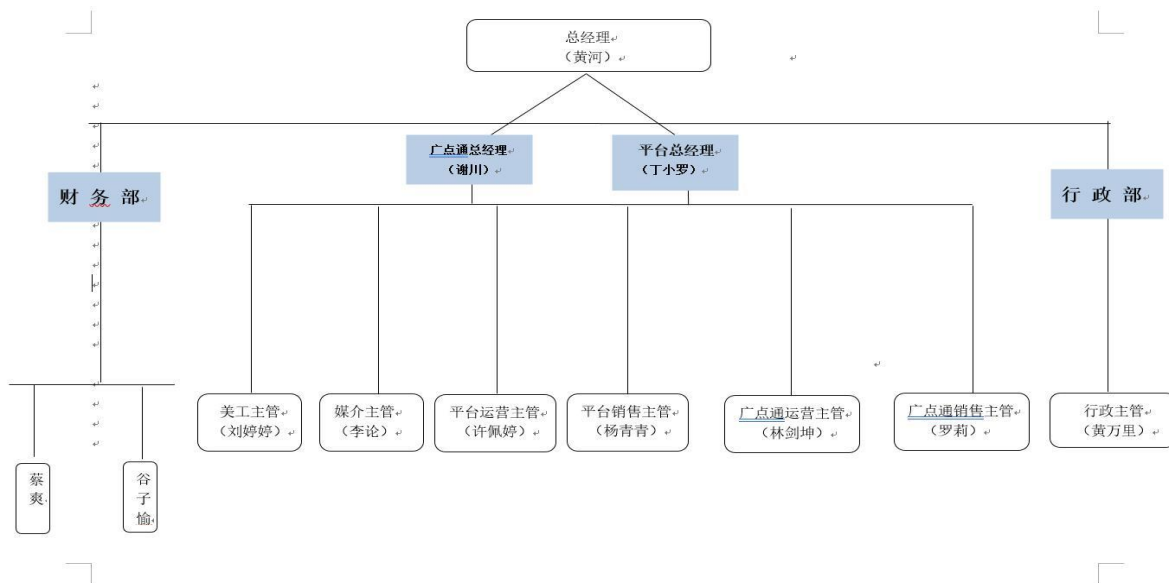 总经理
（黄河）
广点通总经理
（谢川）
平台总经理
（丁小罗）
财 务 部
行 政 部
美工主管
（刘婷婷）
媒介主管
（李论）
平台运营主管
（许佩婷）
平台销售主管
（杨青青）
广点通运营主管
（林剑坤）
广点通销售主管
（罗莉）
行政主管
（黄万里）
蔡
爽
谷
子
愉